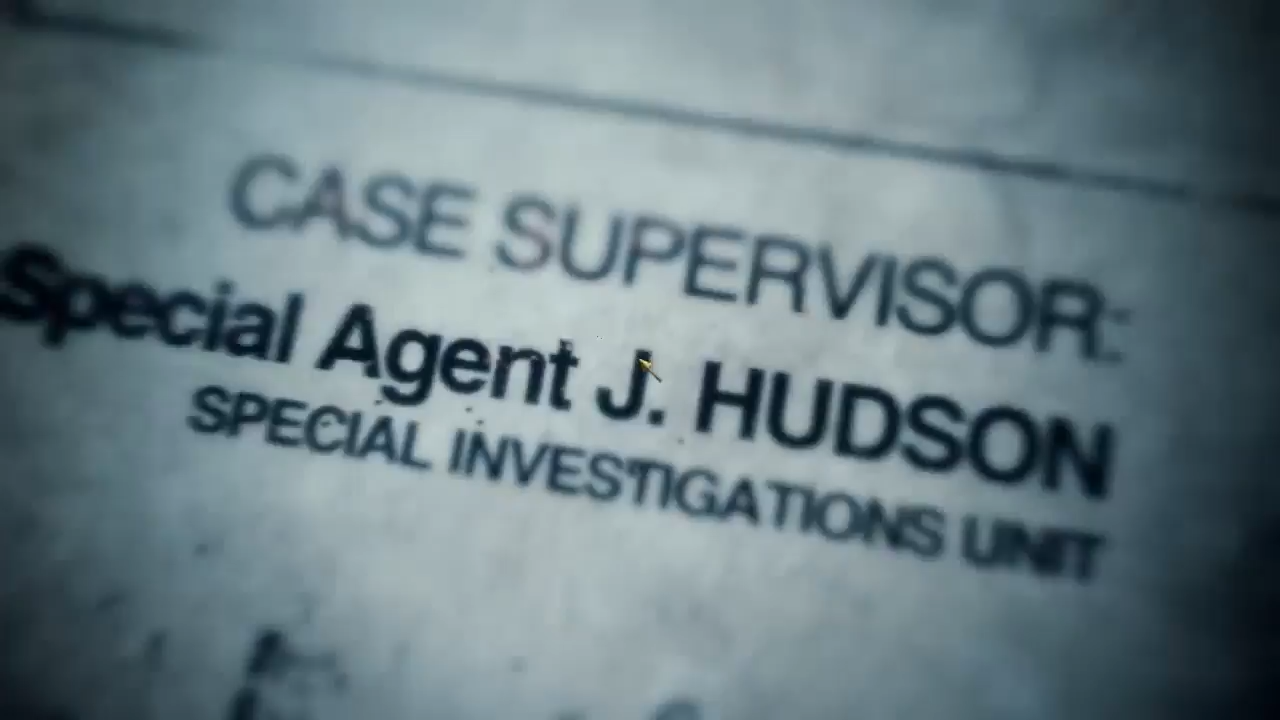 CASE SUPERVISOR:
Special Agent J. HUDSON
SPECIAL INVESTIGATIONS UNIT